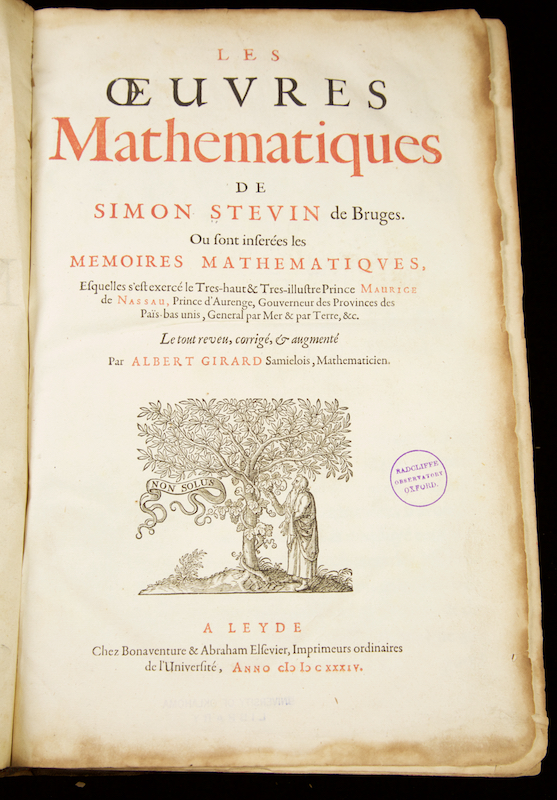 LES
ŒUVRES
Mathematiques
DE
SIMON STEVIN de Bruges.
Ou ſont inſerées les
MEMOIRES MATHEMATIQVES,
Eſquelles s'eſt exercé le Tres-haut & Tres-illuſtre Prince MAURICE
de NASSAU, Prince d'Aurenge, Gouverneur des Provinces des
Païs-bas unis, General par Mer & par Terre, &c.
Le tout reveu, corrigé, & augmenté
Par ALBERT GIRARD Samielois, Mathematicien.
NON SOLUS
RADCLIFFE
OBSERVATORY
OXFORD.
A LEYDE
Chez Bonaventure & Abraham Elſevier, Imprimeurs ordinaires
de l'Univerſité, ANNO CIↃ IↃ CXXXIV.